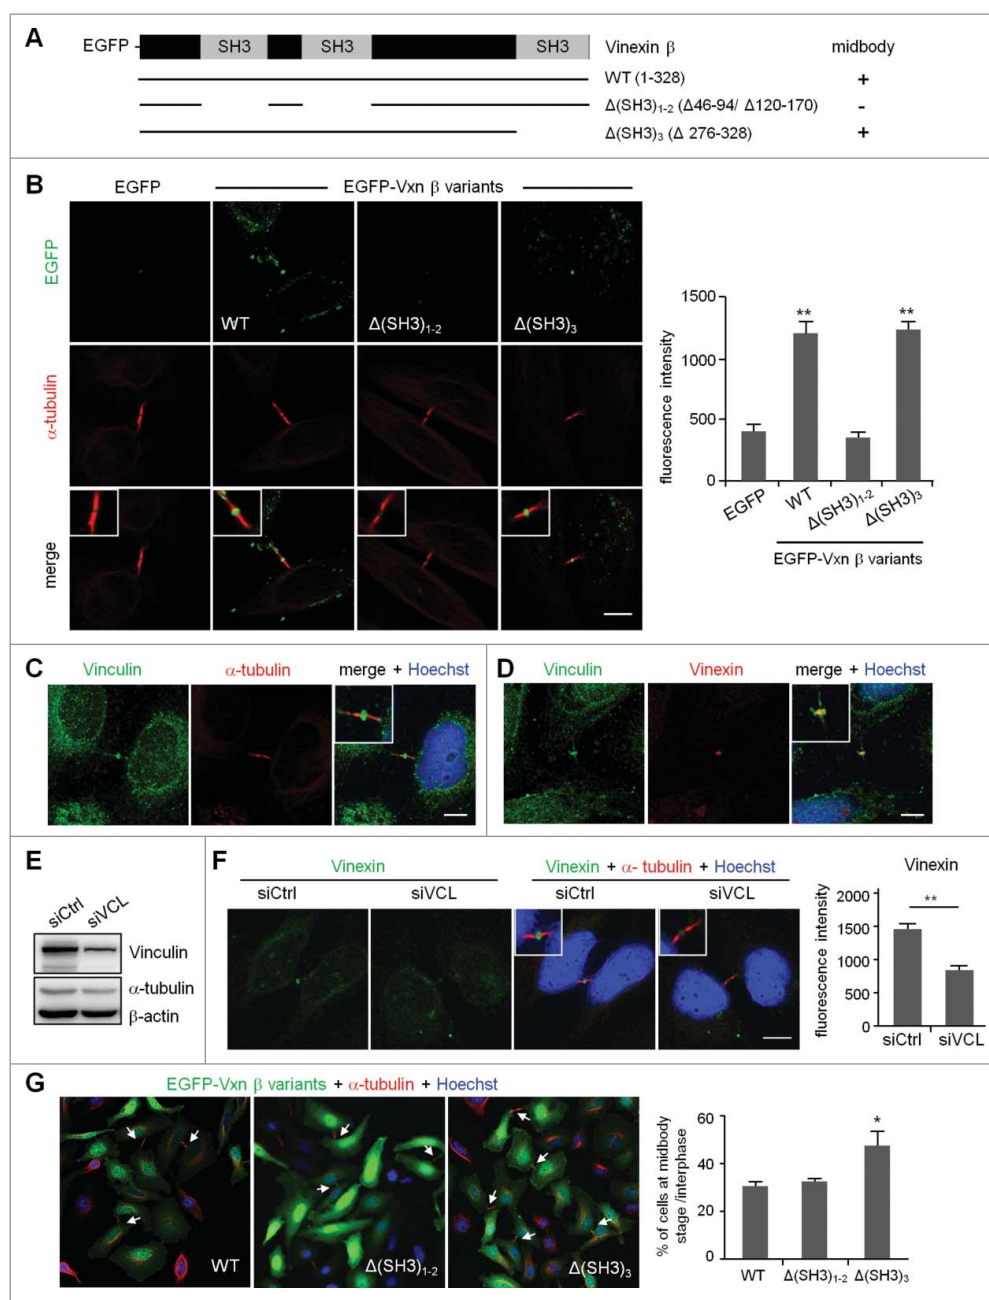 A
EGFP - SH3 SH3 SH3 Vinexin β midbody
WT (1-328) +
Δ(SH3)1-2 (Δ46-94/ Δ120-170) -
Δ(SH3)3 (Δ 276-328) +
B
EGFP EGFP-Vxn β variants
EGFP
WT Δ(SH3)1-2 Δ(SH3)3
α-tubulin
merge
fluorescence intensity
1500
1000
500
0
** **
EGFP WT Δ(SH3)1-2 Δ(SH3)3
EGFP-Vxn β variants
C
Vinculin α-tubulin merge + Hoechst
D
Vinculin Vinexin merge + Hoechst
E
siCtrl siVCL
Vinculin
α-tubulin
β-actin
F
Vinexin Vinexin + α- tubulin + Hoechst
siCtrl siVCL siCtrl siVCL
Vinexin
fluorescence intensity
2000
1500
1000
500
0
**
siCtrl siVCL
G
EGFP-Vxn β variants + α-tubulin + Hoechst
WT Δ(SH3)1-2 Δ(SH3)3
% of cells at midbody
stage /interphase
60
40
20
0
*
WT Δ(SH3)1-2 Δ(SH3)3